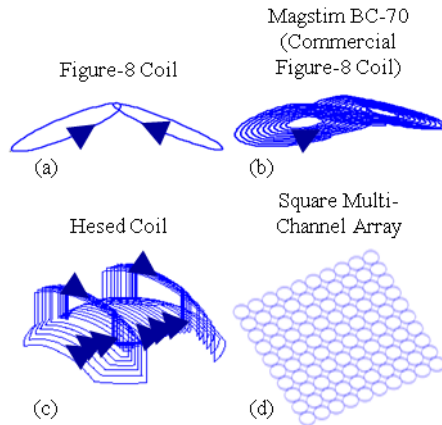 Figure-8 Coil
(a)
Magstim BC-70
(Commercial
Figure-8 Coil)
(b)
Hesed Coil
(c)
Square Multi-
Channel Array
(d)